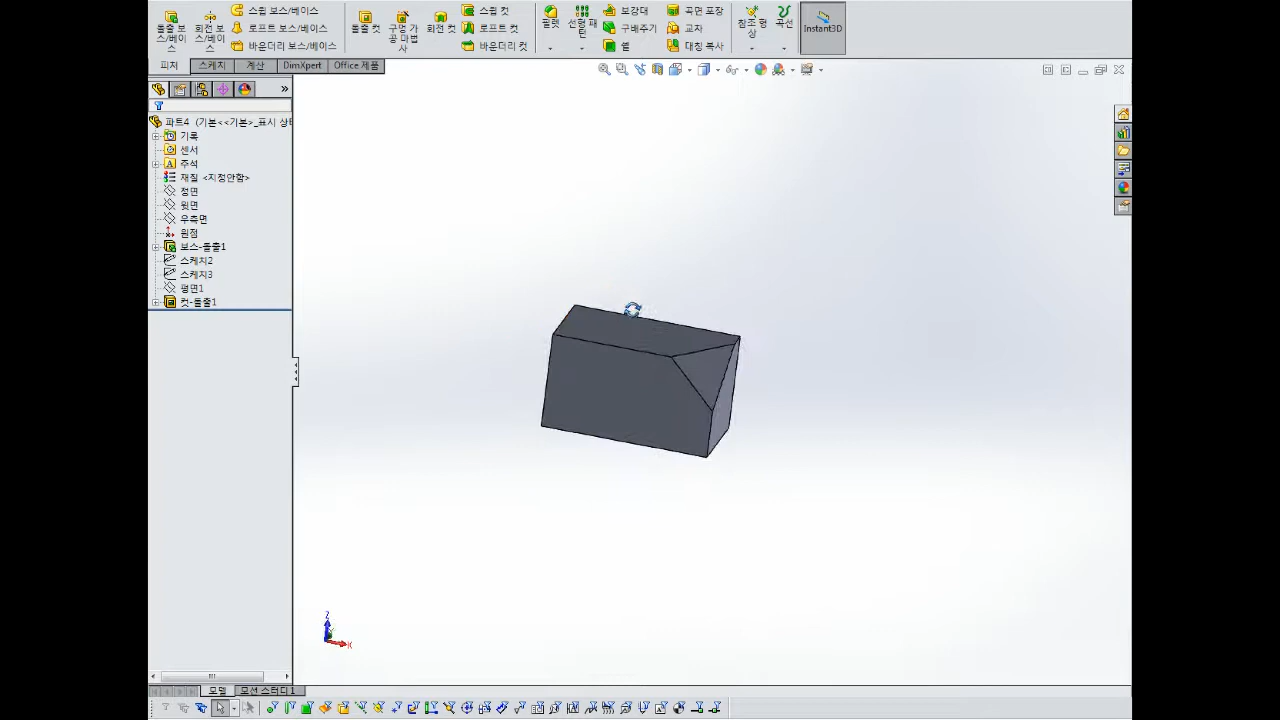 스윕 보스/베이스
로프트 보스/베이스
바운더리 보스/베이스
돌출 보
스/베이
스
회전 보
스/베이
스
돌출 컷
구멍 가
공 마법
사
회전 컷
스윕 컷
로프트 컷
바운더리 컷
필렛
선형 패
턴
보강대
구배주기
쉘
곡면 포장
교차
대칭 복사
참조 형
상
곡선
Instant3D
피처
스케치
계산
DimXpert
Office 제품
파트4 (기본<<기본>_표시 상태
기록
센서
주석
재질 <지정안함>
정면
윗면
우측면
원점
보스-돌출1
스케치2
스케치3
평면1
컷-돌출1
Z
X
모델
모션 스터디 1